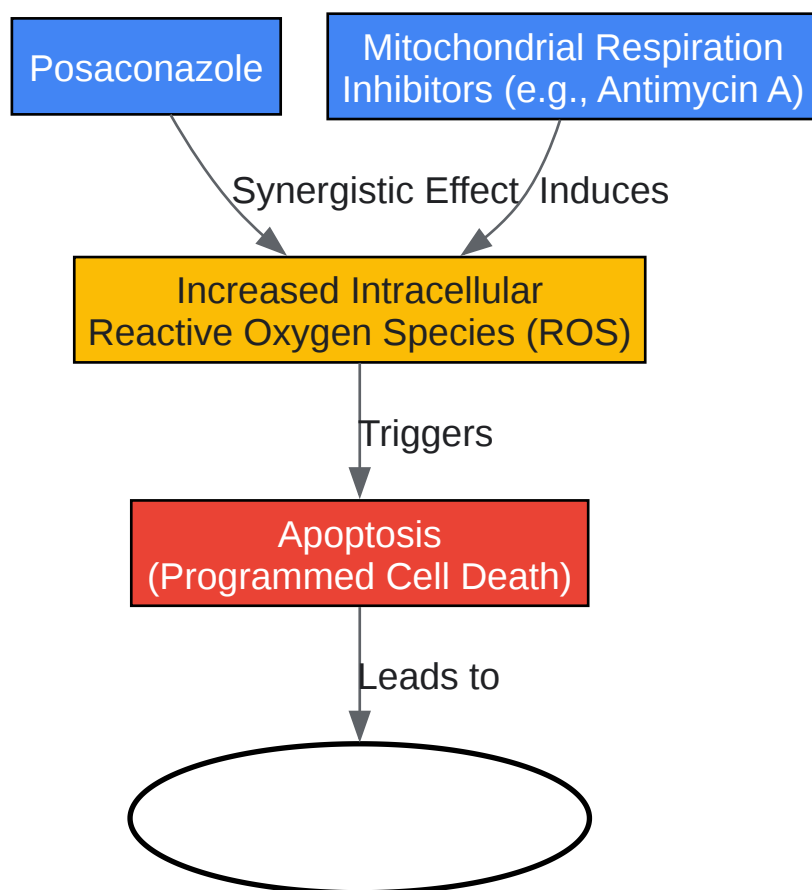 Posaconazole
Mitochondrial Respiration
Inhibitors (e.g., Antimycin A)
Synergistic Effect
Induces
Increased Intracellular
Reactive Oxygen Species (ROS)
Triggers
Apoptosis
(Programmed Cell Death)
Leads to